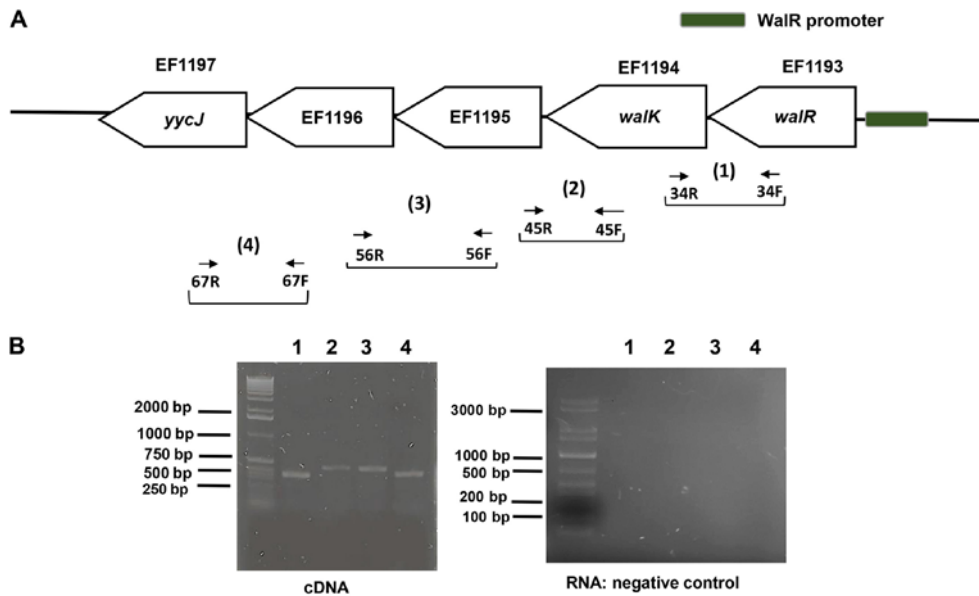 A
WalR promoter
EF1197
EF1194
EF1193
yycJ
EF1196
EF1195
walK
walR
(1)
34R
34F
(2)
45R
45F
(3)
56R
56F
(4)
67R
67F
B
1 2 3 4
2000 bp
1000 bp
750 bp
500 bp
250 bp
cDNA
1 2 3 4
3000 bp
1000 bp
500 bp
200 bp
100 bp
RNA: negative control